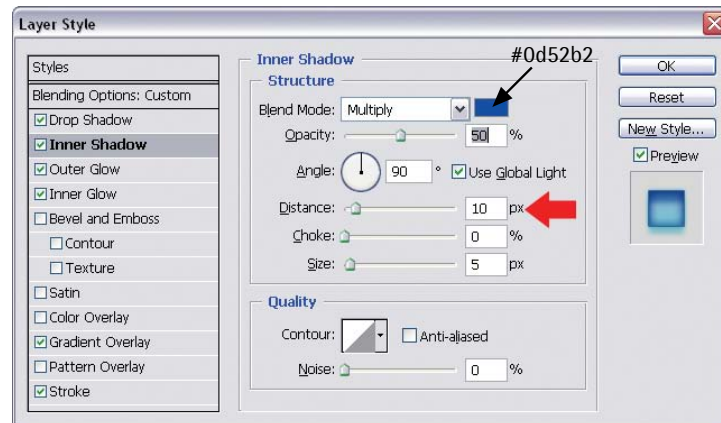 Layer Style
Styles
Blending Options: Custom
Drop Shadow
Inner Shadow
Outer Glow
Inner Glow
Bevel and Emboss
Contour
Texture
Satin
Color Overlay
Gradient Overlay
Pattern Overlay
Stroke
Inner Shadow
#0d52b2
Structure
Blend Mode: Multiply
Opacity: 50 %
Angle: 90 ° Use Global Light
Distance: 10 px
Choke: 0 %
Size: 5 px
Quality
Contour: Anti-aliased
Noise: 0 %
OK
Reset
New Style...
Preview